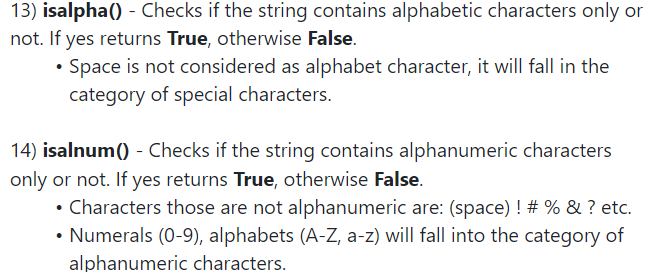 13) isalpha() - Checks if the string contains alphabetic characters only or
not. If yes returns True, otherwise False.
• Space is not considered as alphabet character, it will fall in the
category of special characters.
14) isalnum() - Checks if the string contains alphanumeric characters
only or not. If yes returns True, otherwise False.
• Characters those are not alphanumeric are: (space) ! # % & ? etc.
• Numerals (0-9), alphabets (A-Z, a-z) will fall into the category of
alphanumeric characters.